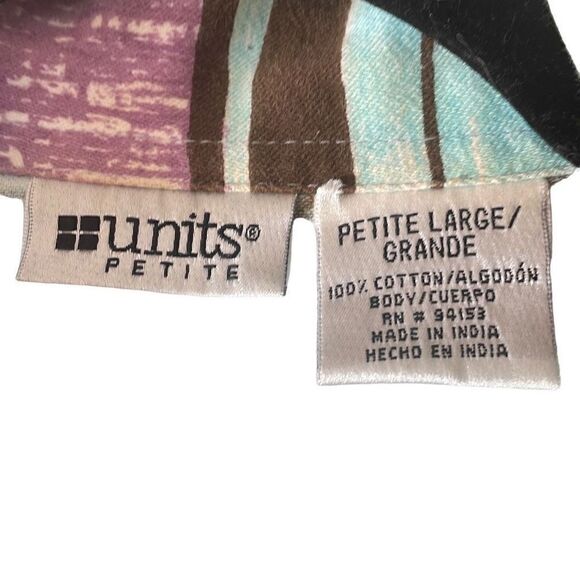 units®
PETITE
PETITE LARGE/
GRANDE
100% COTTON/ALGODÓN
BODY/CUERPO
RN # 94153
MADE IN INDIA
HECHO EN INDIA